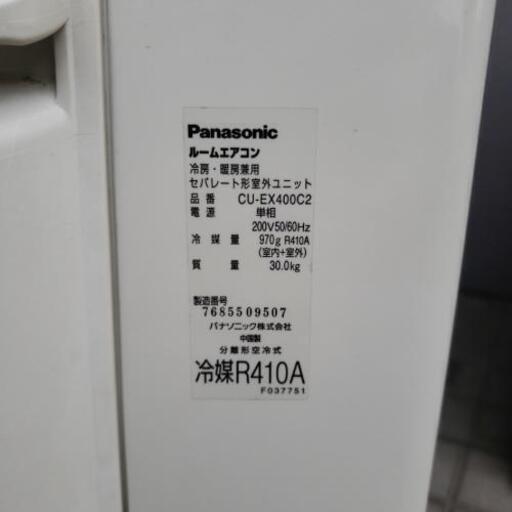 Panasonic
ルームエアコン
冷房・暖房兼用
セパレート形室外ユニット
品番 CU-EX400C2
電源 単相
200V50/60Hz
冷媒量 970g R410A
(室内+室外)
質量 30.0kg
製造番号
7685509507
パナソニック株式会社
中国製
分離形空冷式
冷媒R410A
F037751